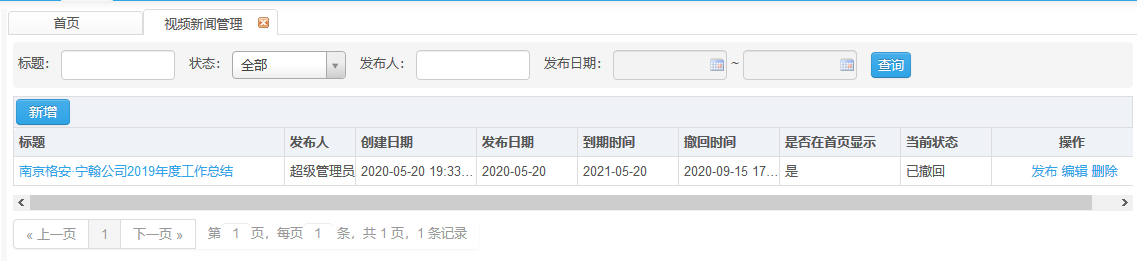 首页 视频新闻管理
标题： 状态： 全部 发布人： 发布日期： ~ 查询
新增
标题 发布人 创建日期 发布日期 到期时间 撤回时间 是否在首页显示 当前状态 操作
南京格安 宁翰公司2019年度工作总结 超级管理员 2020-05-20 19:33... 2020-05-20 2021-05-20 2020-09-15 17... 是 已撤回 发布 编辑 删除
« 上一页 1 下一页 » 第 1 页，每页 1 条，共 1 页，1 条记录